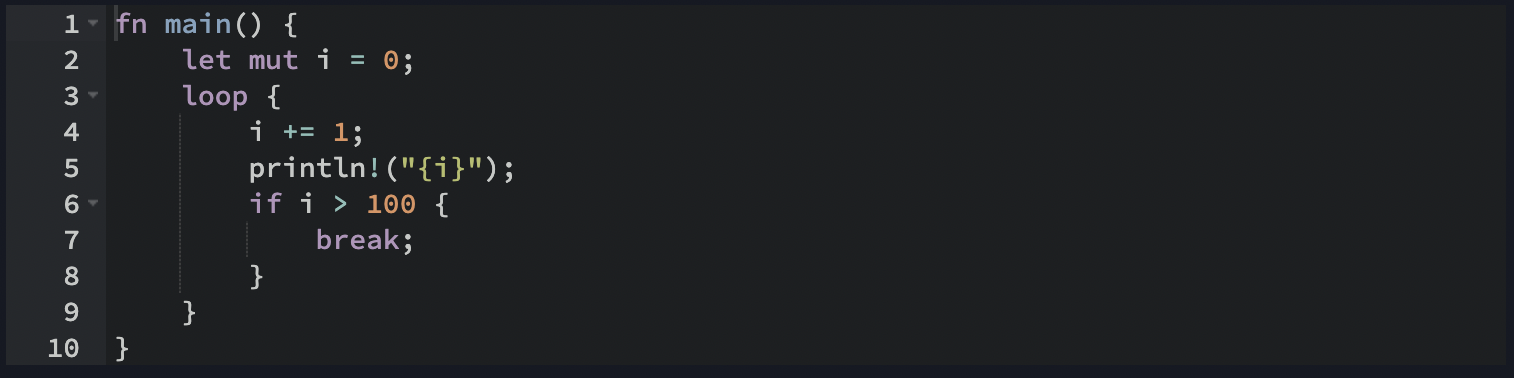 1 fn main() {
2     let mut i = 0;
3     loop {
4         i += 1;
5         println!("{i}");
6         if i > 100 {
7             break;
8         }
9     }
10 }